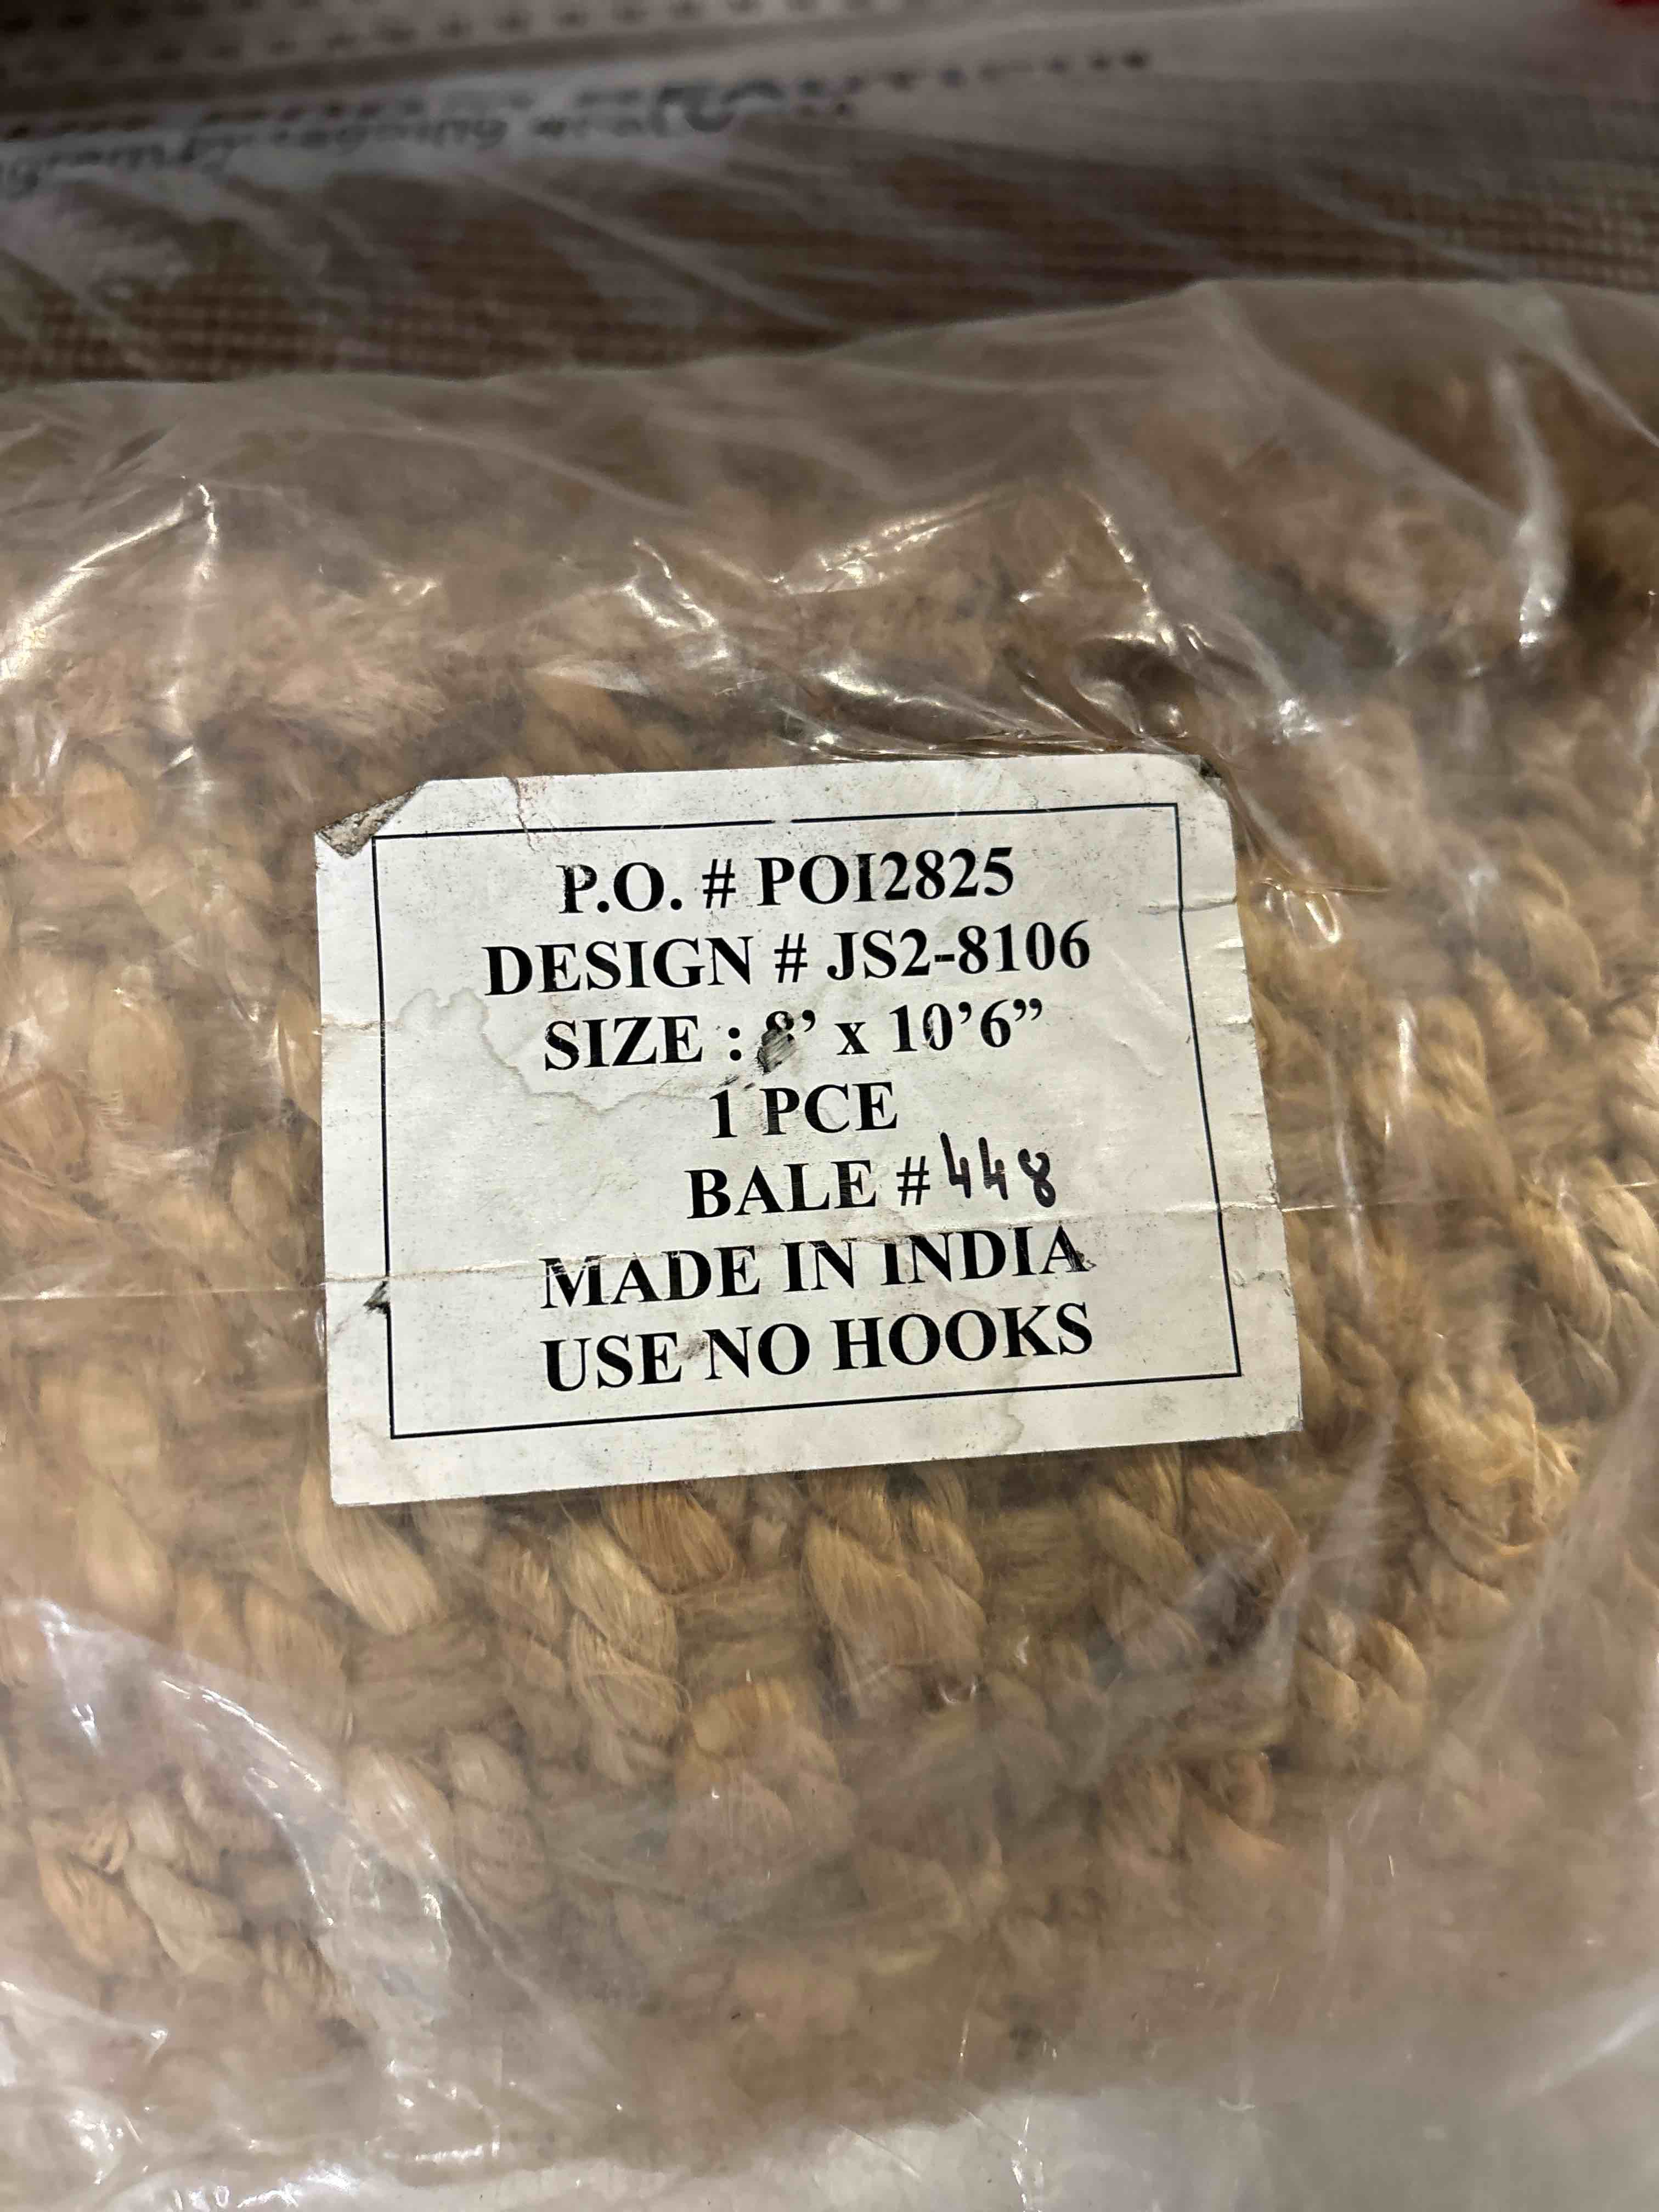 P.O. # POI2825
DESIGN # JS2-8106
SIZE : 8’ x 10’6”
1 PCE
BALE # 448
MADE IN INDIA
USE NO HOOKS